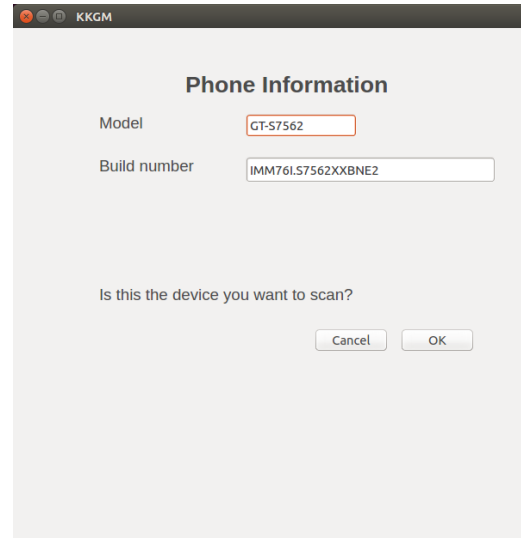 KKGM
Phone Information
Model GT-S7562
Build number IMM76I.S7562XXBNE2
Is this the device you want to scan?
Cancel OK